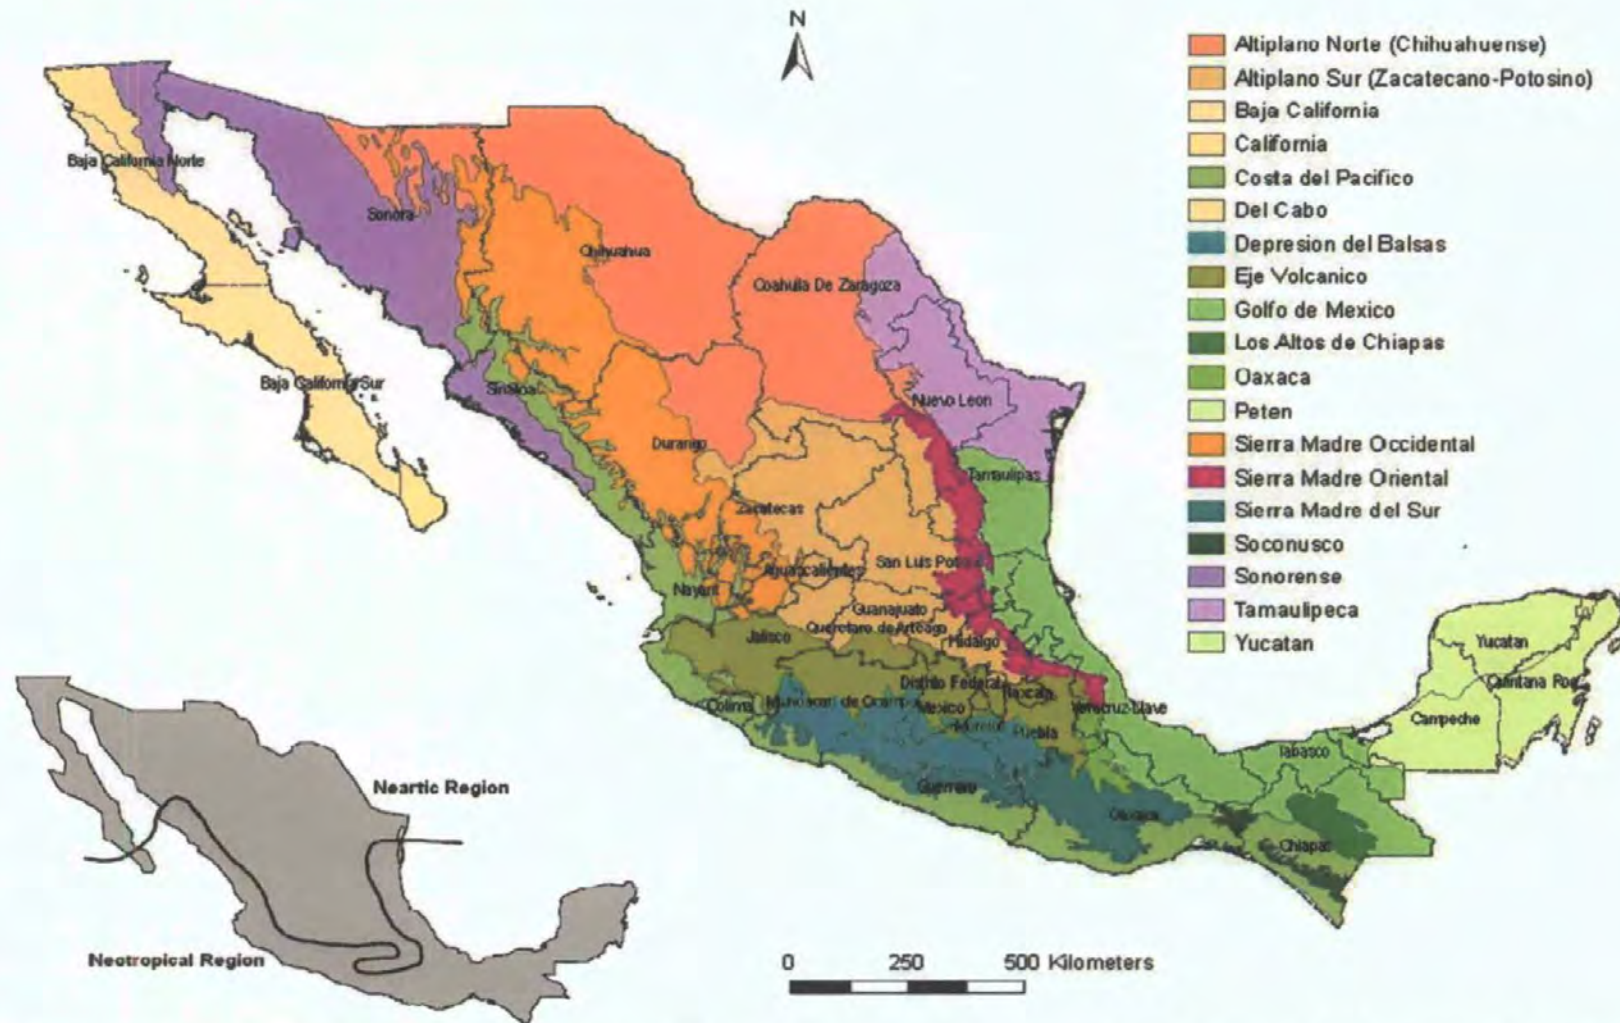 N
Altiplano Norte (Chihuahuense)
Altiplano Sur (Zacatecano-Potosino)
Baja California
California
Costa del Pacifico
Del Cabo
Depresion del Balsas
Eje Volcanico
Golfo de Mexico
Los Altos de Chiapas
Oaxaca
Peten
Sierra Madre Occidental
Sierra Madre Oriental
Sierra Madre del Sur
Soconusco
Sonorense
Tamaulipeca
Yucatan
Baja California Norte
Sonora
Chihuahua
Coahuila De Zaragoza
Baja California Sur
Sinaloa
Nuevo Leon
Durango
Tamaulipas
Zacatecas
San Luis Potosi
Aguascalientes
Nayarit
Guanajuato
Queretaro de Arteaga
Jalisco
Hidalgo
Yucatan
Quintana Roo
Distrito Federal
Tlaxcala
Colima
Michoacan de Ocampo
Mexico
Veracruz-Llave
Campeche
Morelos
Puebla
Tabasco
Guerrero
Oaxaca
Chiapas
Neartic Region
Neotropical Region
0 250 500 Kilometers